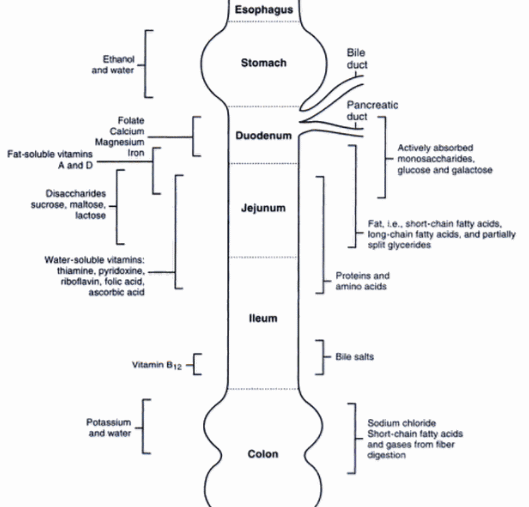 Esophagus
Stomach
Ethanol
and water
Bile
duct
Pancreatic
duct
Duodenum
Folate
Calcium
Magnesium
Iron
Fat-soluble vitamins
A and D
Actively absorbed
monosaccharides,
glucose and galactose
Disaccharides
sucrose, maltose,
lactose
Jejunum
Fat, i.e., short-chain fatty acids,
long-chain fatty acids, and partially
split glycerides
Water-soluble vitamins:
thiamine, pyridoxine,
riboflavin, folic acid,
ascorbic acid
Proteins and
amino acids
Ileum
Vitamin B12
Bile salts
Potassium
and water
Colon
Sodium chloride
Short-chain fatty acids
and gases from fiber
digestion